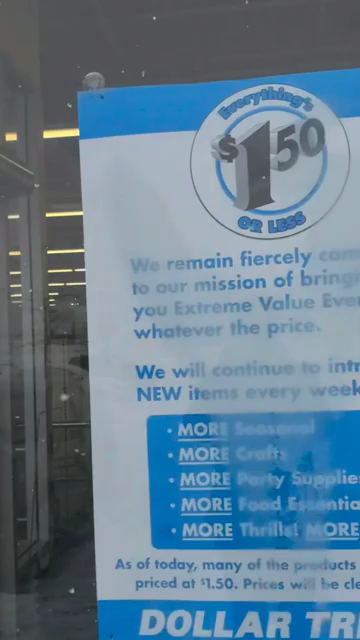 Everything's
$1.50
OR LESS
We remain fiercely com
to our mission of bring
you Extreme Value Eve
whatever the price.
We will continue to intr
NEW items every week
• MORE Seasonal
• MORE Crafts
• MORE Party Supplie
• MORE Food Essentia
• MORE Thrills! MORE
As of today, many of the products
priced at $1.50. Prices will be cle
DOLLAR TR